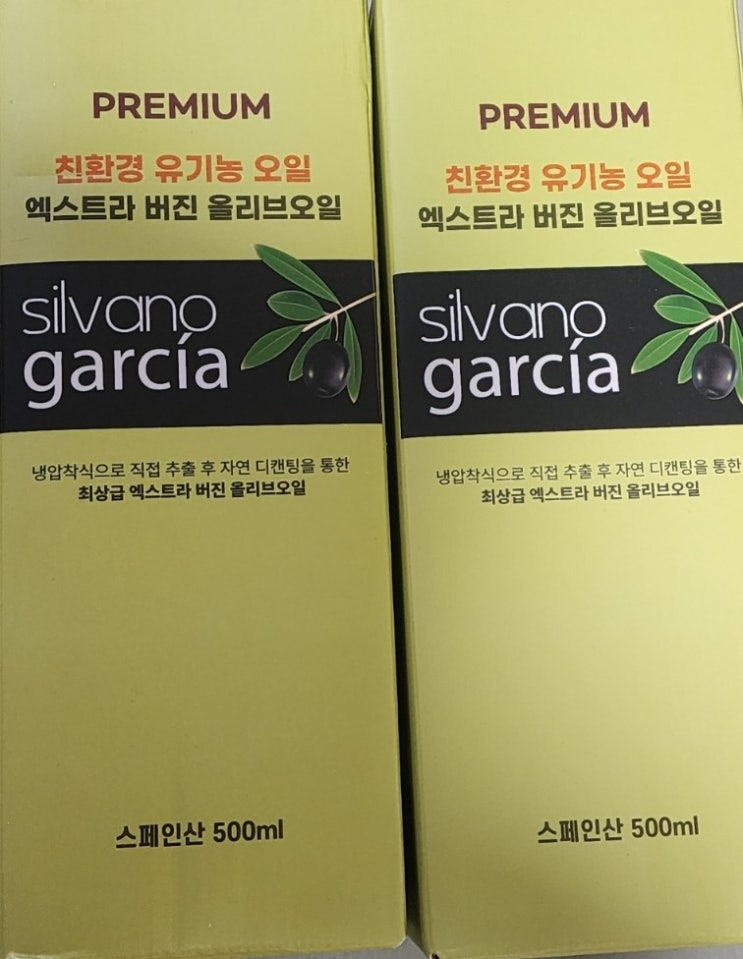 PREMIUM
친환경 유기농 오일
엑스트라 버진 올리브오일
silvano
garcía
냉압착식으로 직접 추출 후 자연 디캔팅을 통한
최상급 엑스트라 버진 올리브오일
스페인산 500ml
PREMIUM
친환경 유기농 오일
엑스트라 버진 올리브오일
silvano
garcía
냉압착식으로 직접 추출 후 자연 디캔팅을 통한
최상급 엑스트라 버진 올리브오일
스페인산 500ml